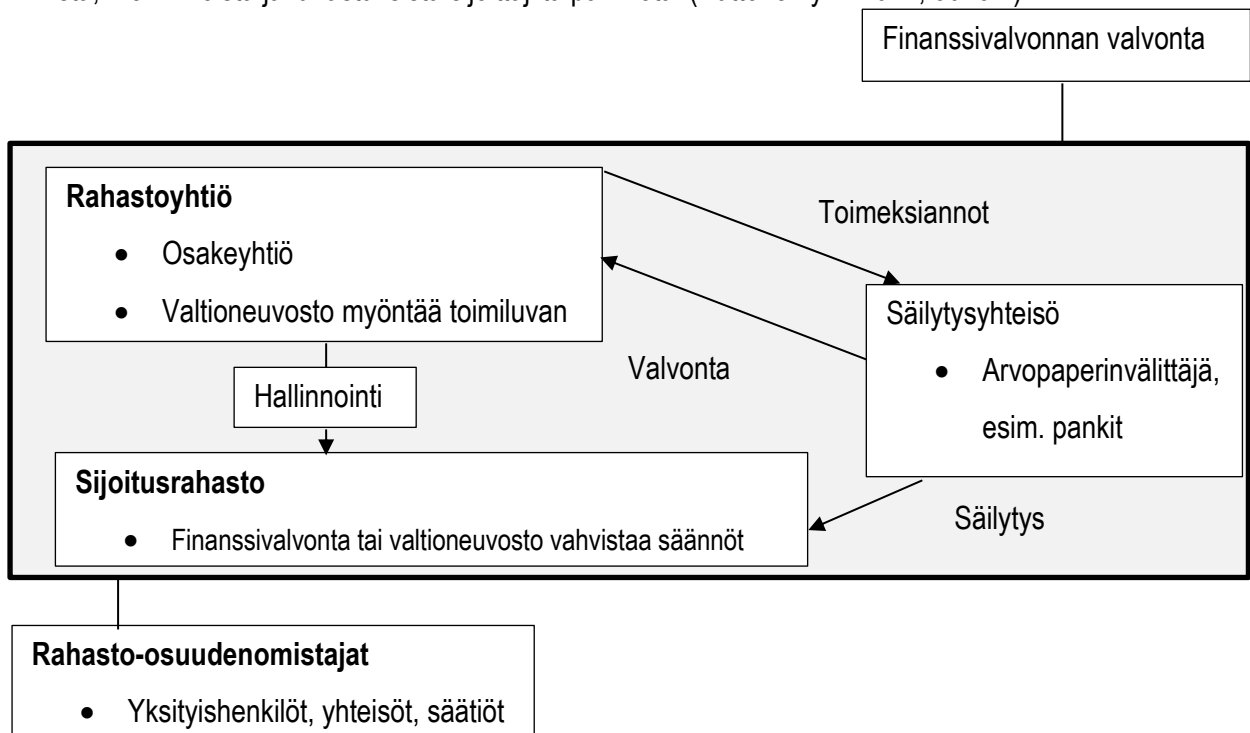 Finanssivalvonnan valvonta
Rahastoyhtiö
● Osakeyhtiö
● Valtioneuvosto myöntää toimiluvan
Toimeksiannot
Säilytysyhteisö
● Arvopaperinvälittäjä,
esim. pankit
Valvonta
Hallinnointi
Sijoitusrahasto
● Finanssivalvonta tai valtioneuvosto vahvistaa säännöt
Säilytys
Rahasto-osuudenomistajat
● Yksityishenkilöt, yhteisöt, säätiöt